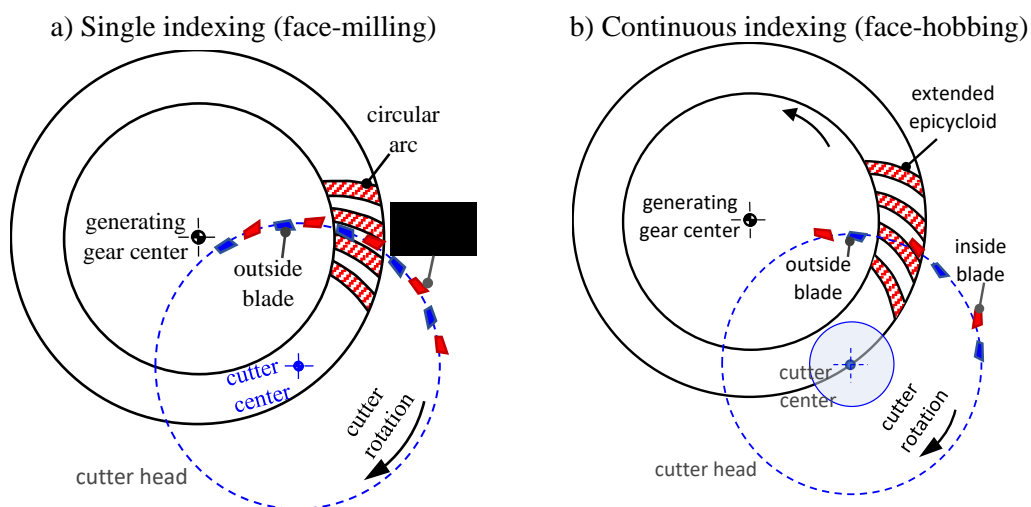 a) Single indexing (face-milling)
circular
arc
generating
gear center
outside
blade
cutter
center
cutter
rotation
cutter head
b) Continuous indexing (face-hobbing)
extended
epicycloid
generating
gear center
outside
blade
inside
blade
cutter
center
cutter
rotation
cutter head